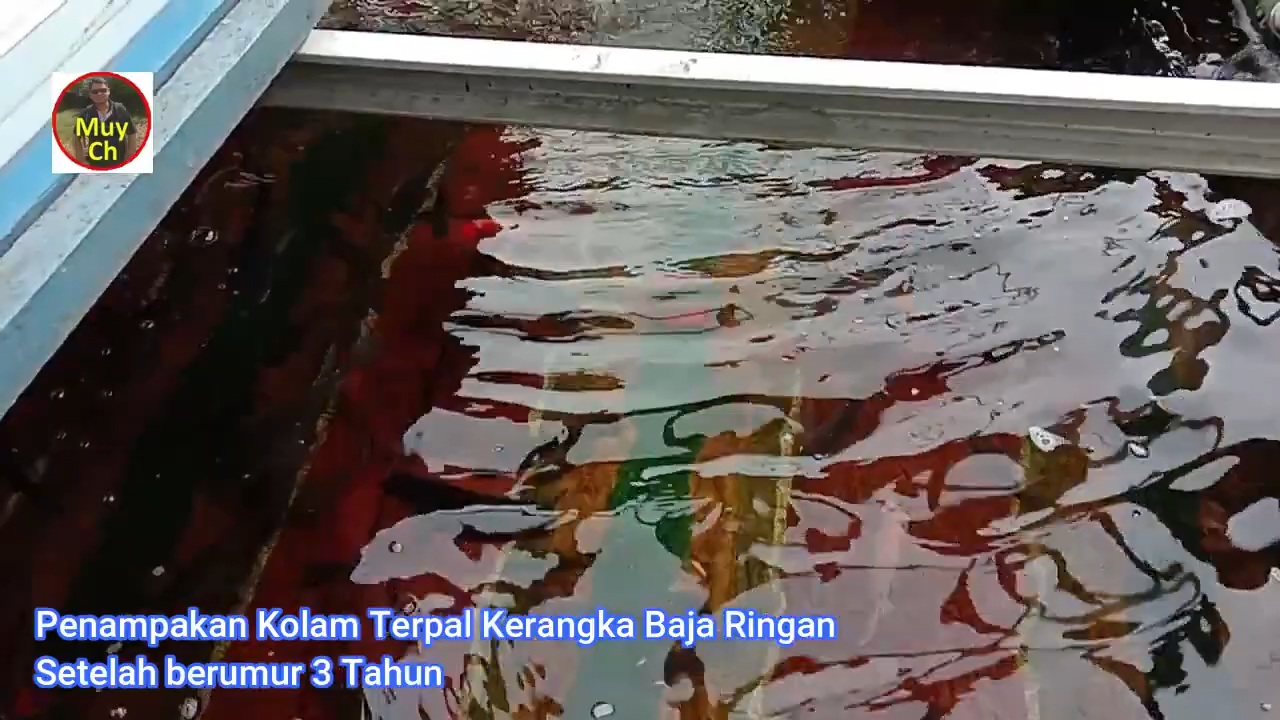 Muy
Ch
Penampakan Kolam Terpal Kerangka Baja Ringan
Setelah berumur 3 Tahun